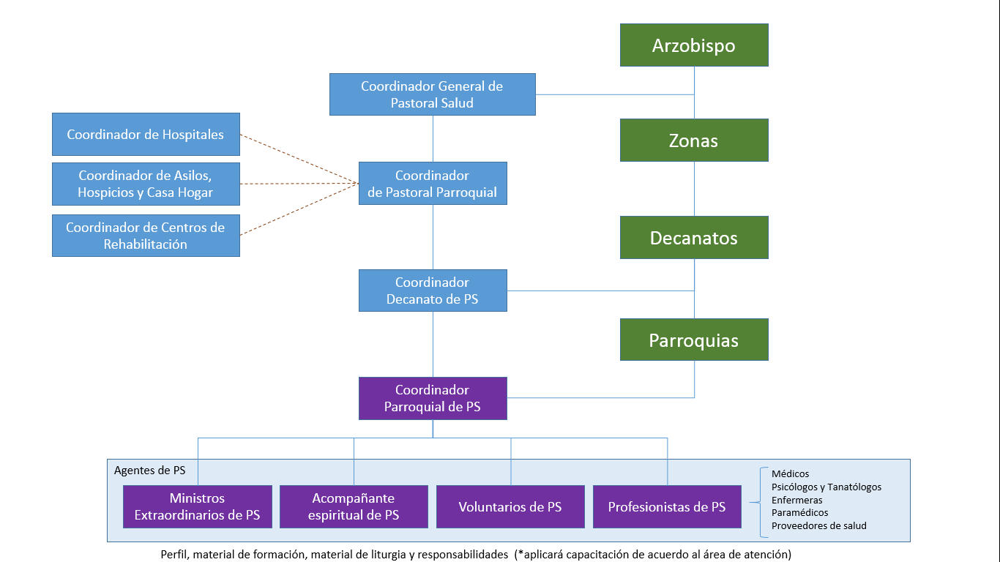 Arzobispo
Coordinador General de
Pastoral Salud
Zonas
Coordinador de Hospitales
Coordinador de Asilos,
Hospicios y Casa Hogar
Coordinador de Centros de
Rehabilitación
Coordinador
de Pastoral Parroquial
Decanatos
Coordinador
Decanato de PS
Parroquias
Coordinador
Parroquial de PS
Agentes de PS
Ministros
Extraordinarios de PS
Acompañante
espiritual de PS
Voluntarios de PS
Profesionistas de PS
Médicos
Psicólogos y Tanatólogos
Enfermeras
Paramédicos
Proveedores de salud
Perfil, material de formación, material de liturgia y responsabilidades (*aplicará capacitación de acuerdo al área de atención)